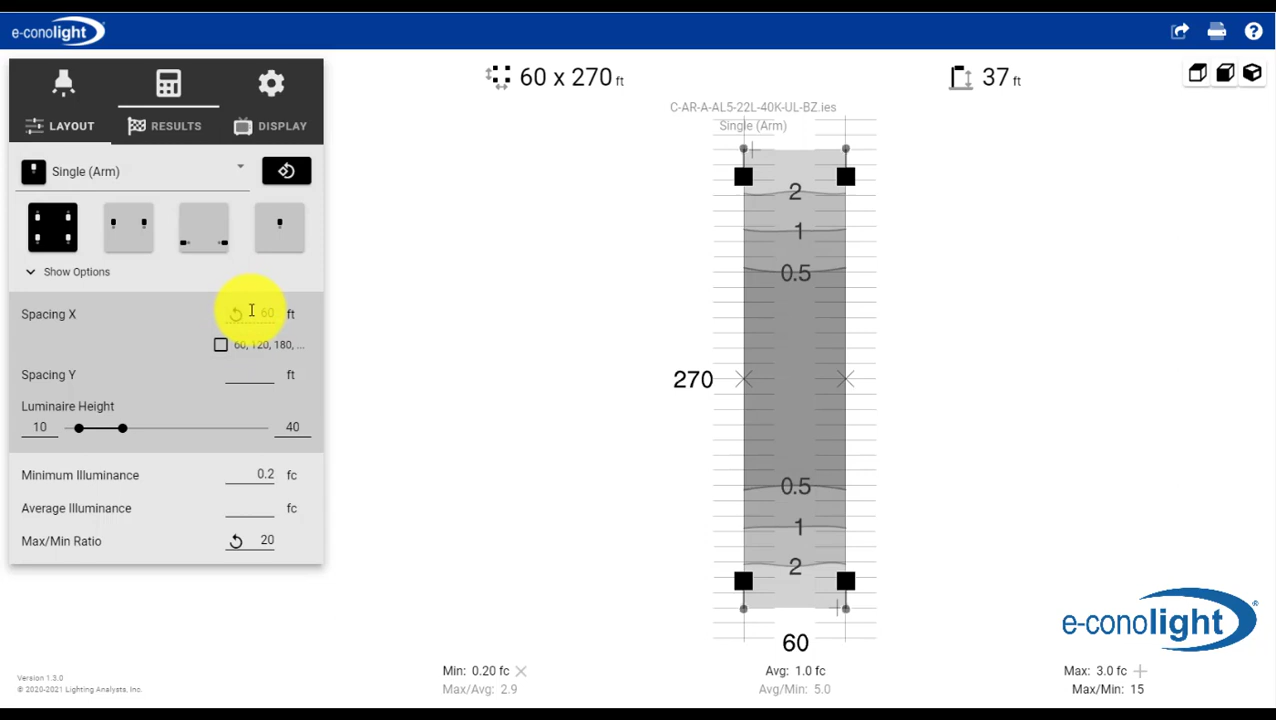 e-conolight
60 x 270 ft
37 ft
LAYOUT
RESULTS
DISPLAY
C-AR-A-AL5-22L-40K-UL-BZ.ies
Single (Arm)
Single (Arm)
Show Options
Spacing X
60 ft
60, 120, 180, ...
Spacing Y
ft
Luminaire Height
10
40
Minimum Illuminance
0.2 fc
Average Illuminance
fc
Max/Min Ratio
20
2
1
0.5
270
0.5
1
2
60
e-conolight®
Min: 0.20 fc
Max/Avg: 2.9
Avg: 1.0 fc
Avg/Min: 5.0
Max: 3.0 fc
Max/Min: 15
Version 1.3.0
© 2020-2021 Lighting Analysts, Inc.